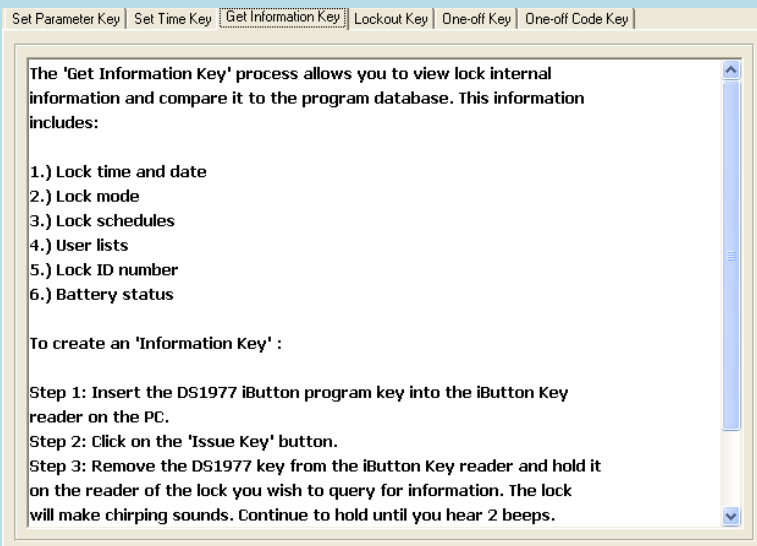 Set Parameter Key Set Time Key Get Information Key Lockout Key One-off Key One-off Code Key
The 'Get Information Key' process allows you to view lock internal
information and compare it to the program database. This information
includes:
1.) Lock time and date
2.) Lock mode
3.) Lock schedules
4.) User lists
5.) Lock ID number
6.) Battery status
To create an 'Information Key' :
Step 1: Insert the DS1977 iButton program key into the iButton Key
reader on the PC.
Step 2: Click on the 'Issue Key' button.
Step 3: Remove the DS1977 key from the iButton Key reader and hold it
on the reader of the lock you wish to query for information. The lock
will make chirping sounds. Continue to hold until you hear 2 beeps.